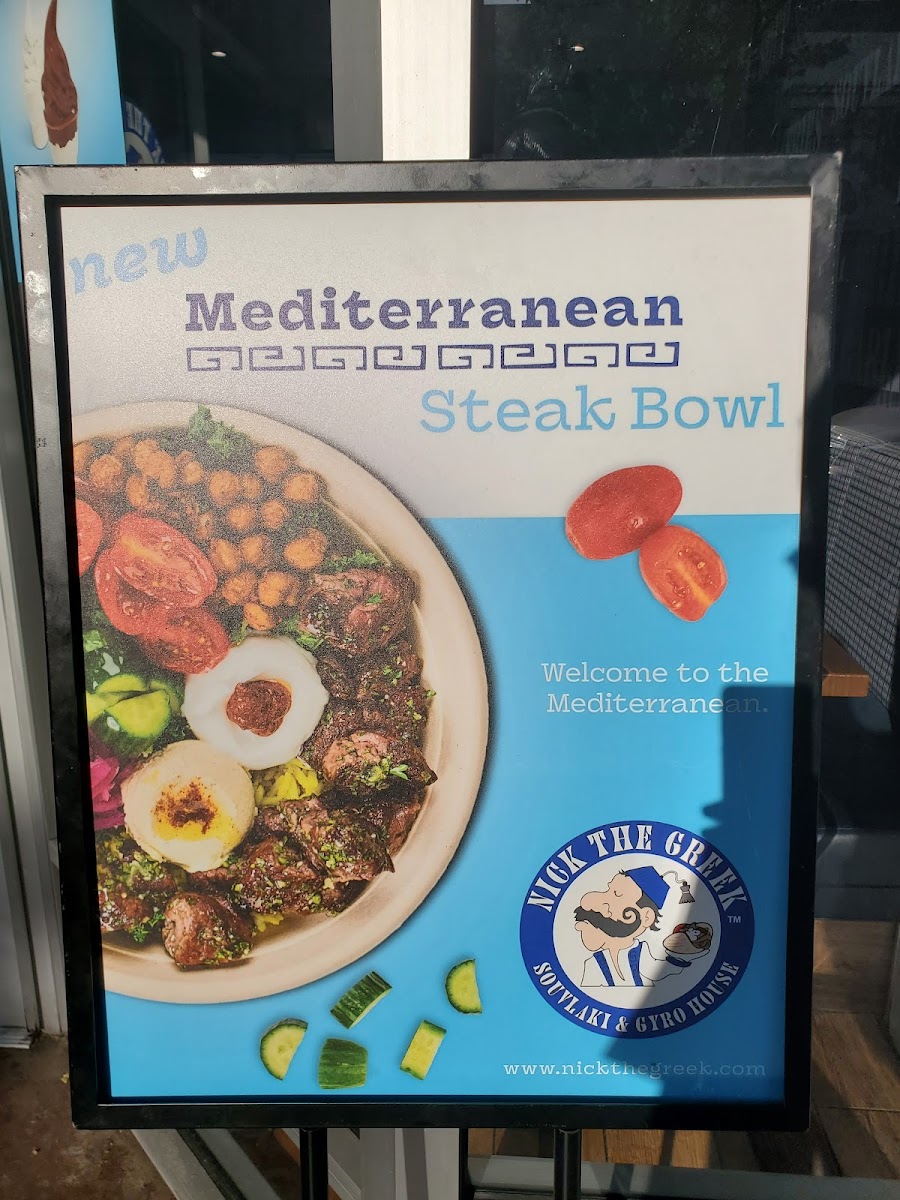 new
Mediterranean
Steak Bowl
Welcome to the
Mediterranean.
NICK THE GREEK
TM
SOUVLAKI & GYRO HOUSE
www.nickthegreek.com